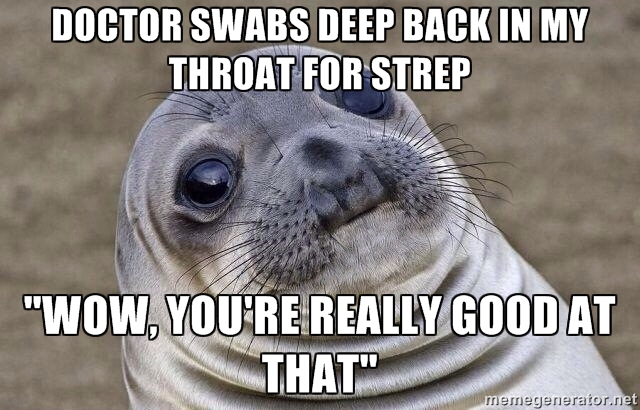 DOCTOR SWABS DEEP BACK IN MY
THROAT FOR STREP
"WOW, YOU'RE REALLY GOOD AT
THAT"
memegenerator.net